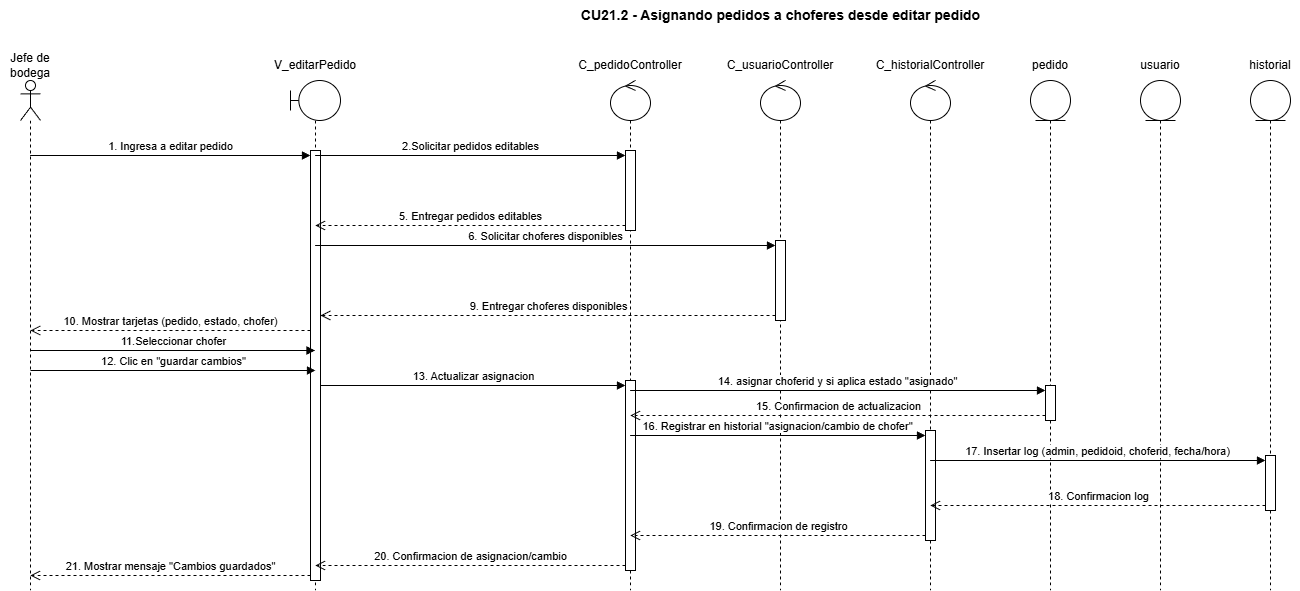 CU21.2 - Asignando pedidos a choferes desde editar pedido
Jefe de
bodega
V_editarPedido
C_pedidoController
C_usuarioController
C_historialController
pedido
usuario
historial
1. Ingresa a editar pedido
2.Solicitar pedidos editables
5. Entregar pedidos editables
6. Solicitar choferes disponibles
9. Entregar choferes disponibles
10. Mostrar tarjetas (pedido, estado, chofer)
11.Seleccionar chofer
12. Clic en "guardar cambios"
13. Actualizar asignacion
14. asignar choferid y si aplica estado "asignado"
15. Confirmacion de actualizacion
16. Registrar en historial "asignacion/cambio de chofer"
17. Insertar log (admin, pedidoid, choferid, fecha/hora)
18. Confirmacion log
19. Confirmacion de registro
20. Confirmacion de asignacion/cambio
21. Mostrar mensaje "Cambios guardados"